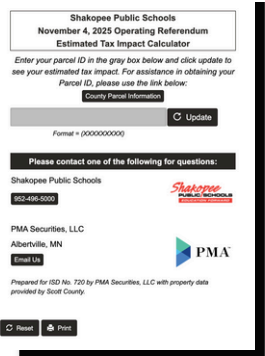 Shakopee Public Schools
November 4, 2025 Operating Referendum
Estimated Tax Impact Calculator
Enter your parcel ID in the gray box below and click update to
see your estimated tax impact. For assistance in obtaining your
Parcel ID, please use the link below:
County Parcel Information
Update
Format = (XXXXXXXXX)
Please contact one of the following for questions:
Shakopee Public Schools
952-496-5000
Shakopee
PUBLIC SCHOOLS
EDUCATION FORWARD
PMA Securities, LLC
Albertville, MN
Email Us
PMA
Prepared for ISD No. 720 by PMA Securities, LLC with property data
provided by Scott County.
Reset
Print